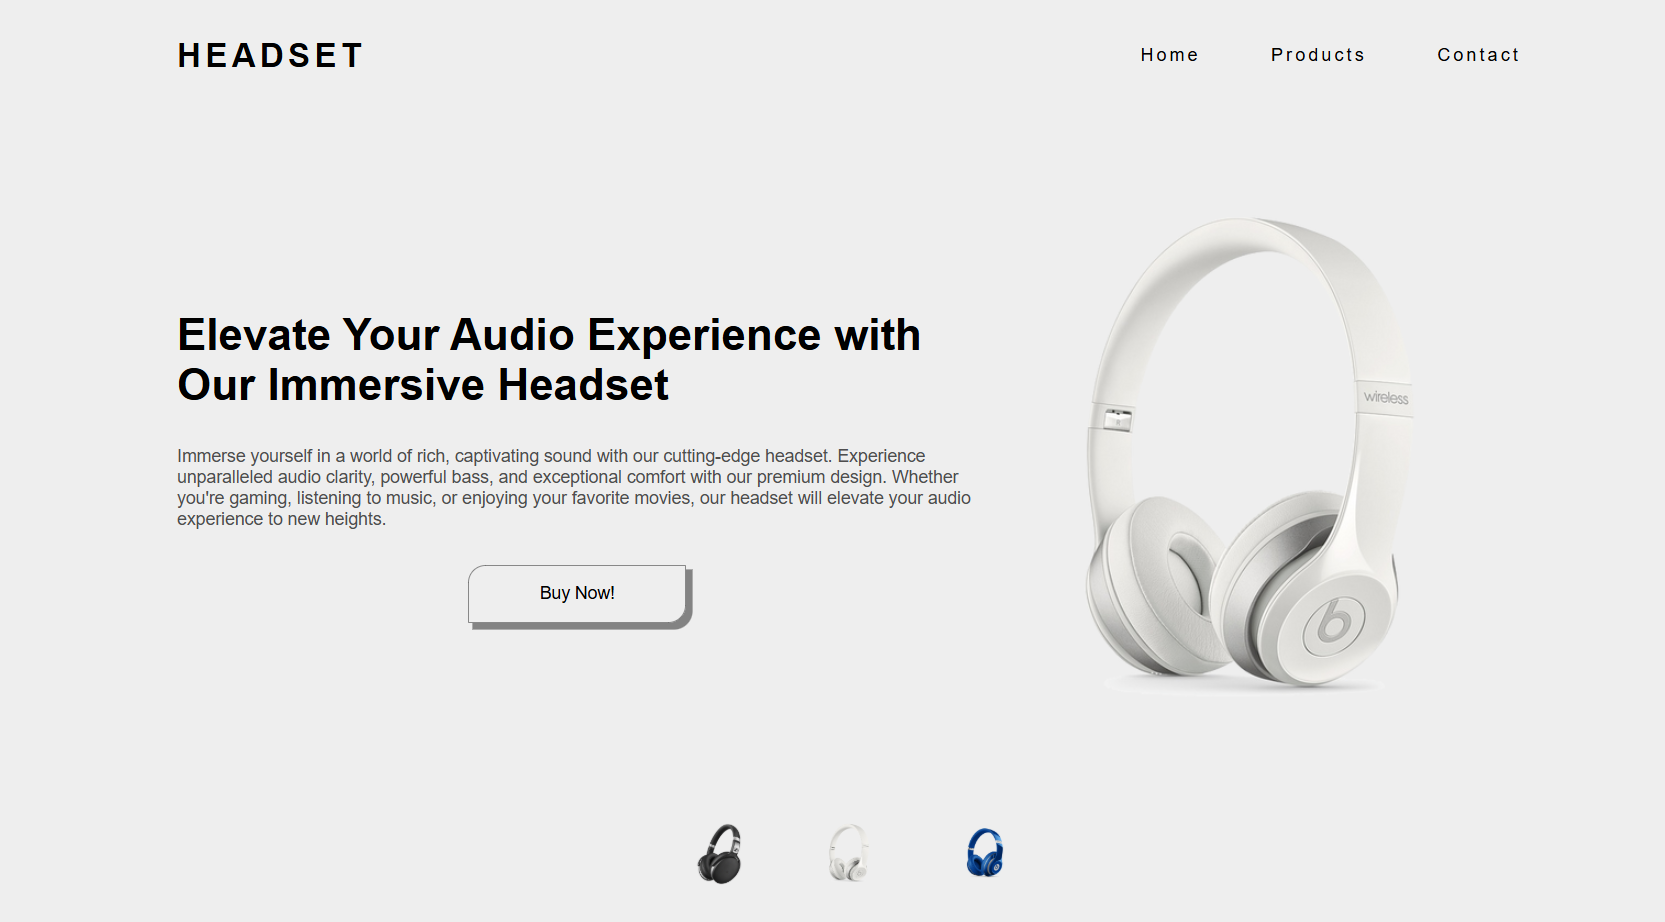 HEADSET
Home Products Contact
Elevate Your Audio Experience with
Our Immersive Headset
wireless
Immerse yourself in a world of rich, captivating sound with our cutting-edge headset. Experience
unparalleled audio clarity, powerful bass, and exceptional comfort with our premium design. Whether
you're gaming, listening to music, or enjoying your favorite movies, our headset will elevate your audio
experience to new heights.
Buy Now!
b